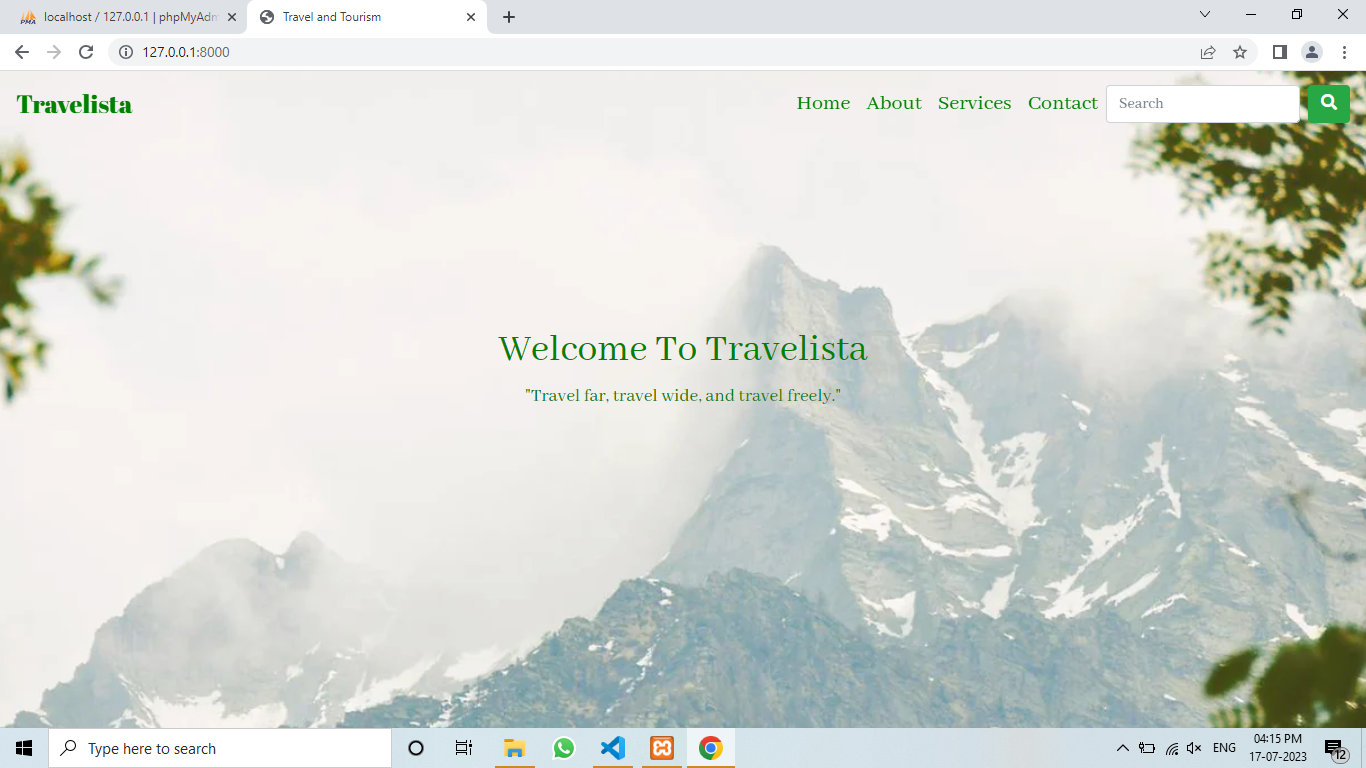 localhost / 127.0.0.1 | phpMyAdm
Travel and Tourism
127.0.0.1:8000
Travelista
Home About Services Contact Search
Welcome To Travelista
"Travel far, travel wide, and travel freely."
Type here to search
ENG
04:15 PM
17-07-2023
12